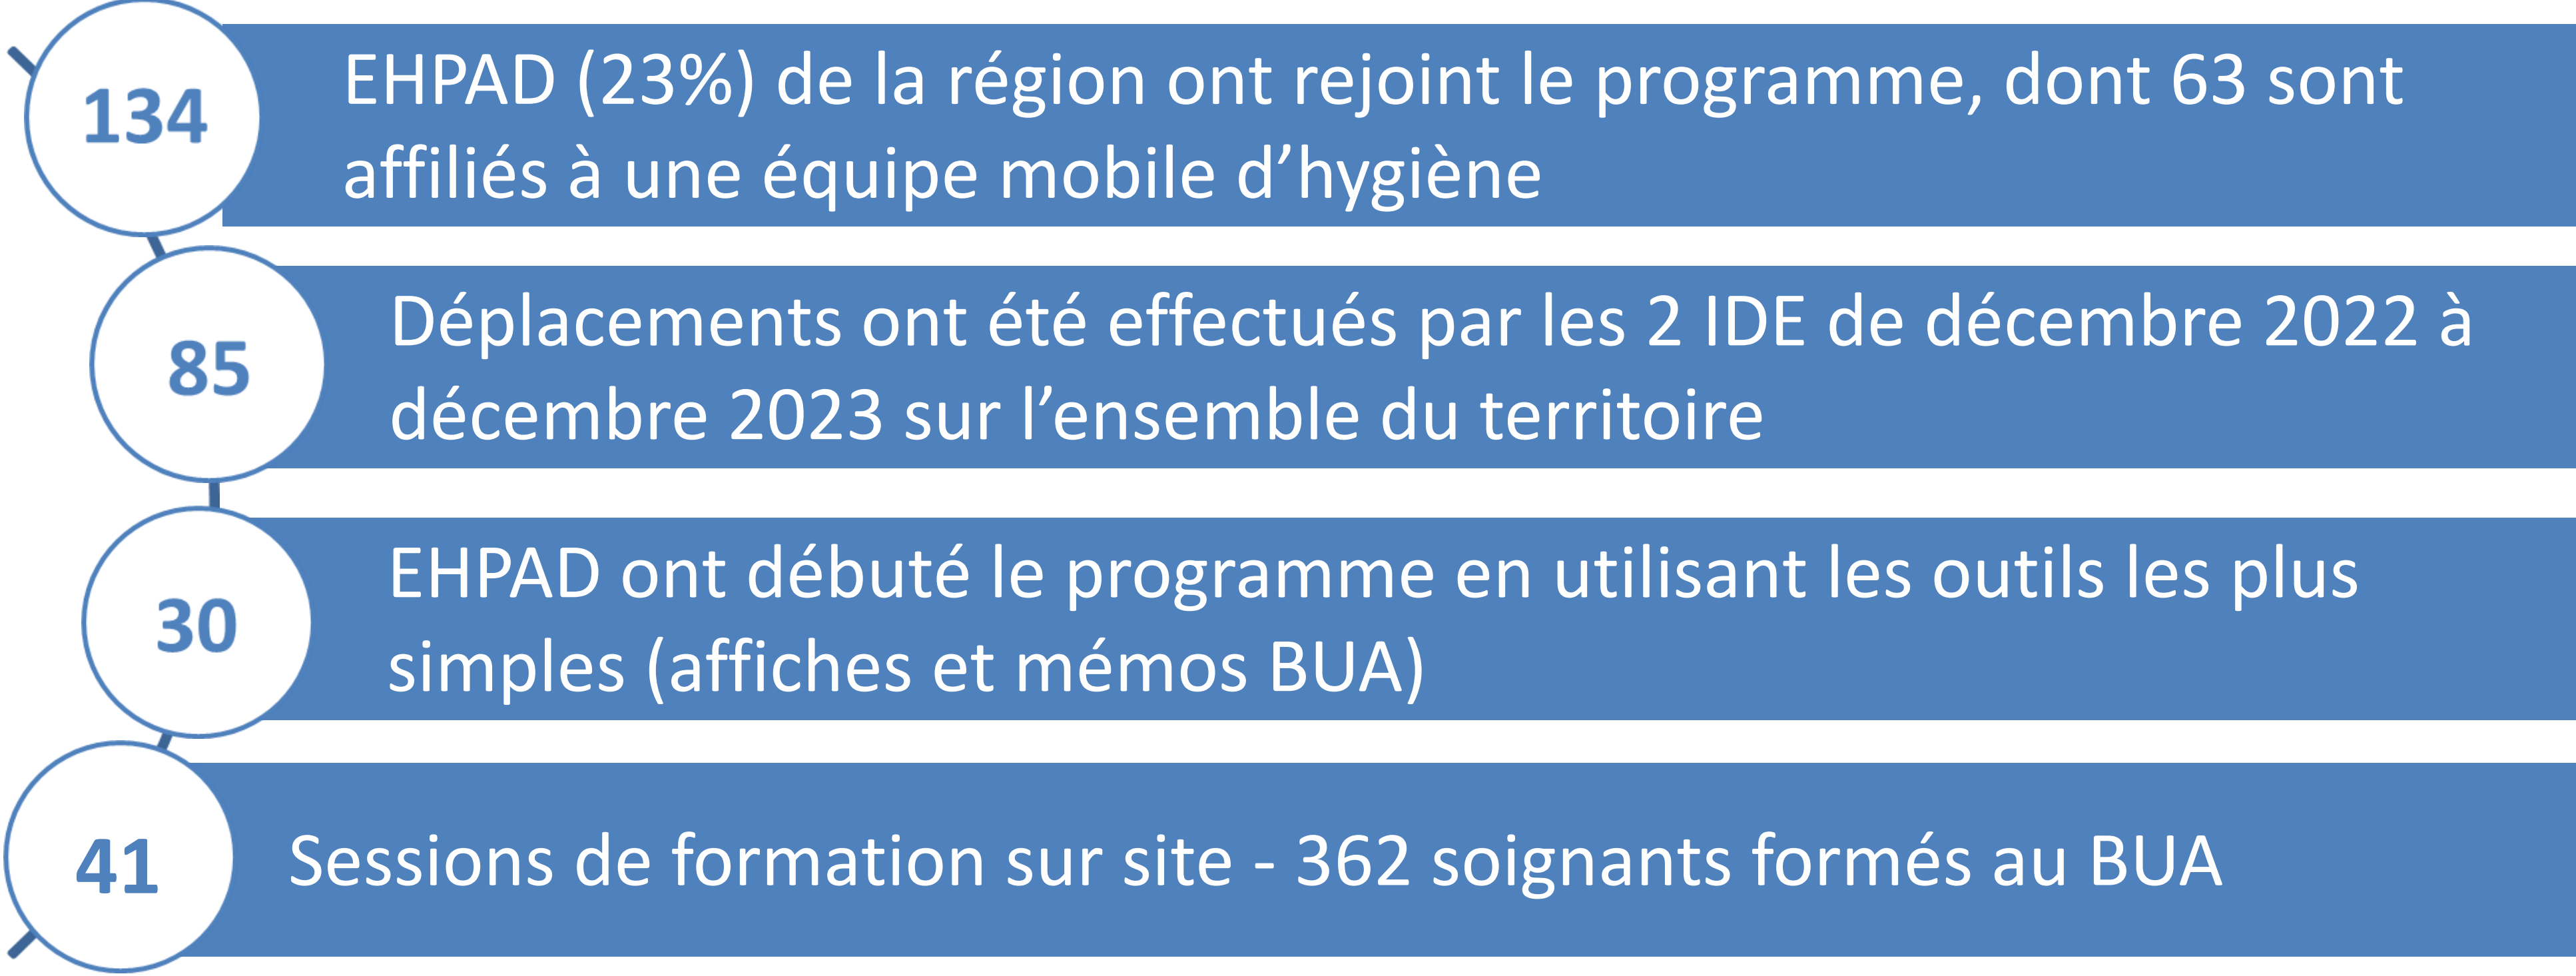 134
EHPAD (23%) de la région ont rejoint le programme, dont 63 sont
affiliés à une équipe mobile d’hygiène
85
Déplacements ont été effectués par les 2 IDE de décembre 2022 à
décembre 2023 sur l’ensemble du territoire
30
EHPAD ont débuté le programme en utilisant les outils les plus
simples (affiches et mémos BUA)
41
Sessions de formation sur site - 362 soignants formés au BUA